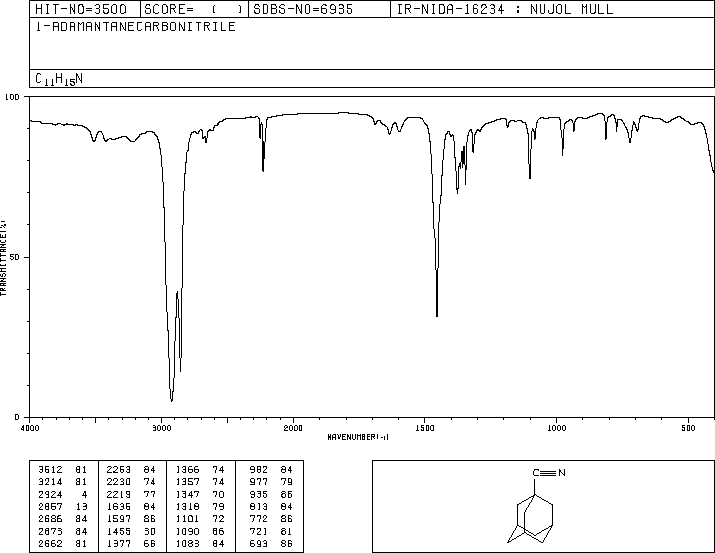 HIT-NO=3500 SCORE= ( ) SDBS-NO=6935 IR-NIDA-16234 : NUJOL MULL
1-ADAMANTANECARBONITRILE
C11H15N
100
50
0
TRANSMITTANCE(%)
4000 3000 2000 1500 1000 500
WAVENUMBER(-1)
3512 81 2253 84 1366 74 982 84
3214 81 2230 74 1357 74 977 79
2924 4 2219 77 1347 70 935 86
2857 13 1636 84 1318 79 813 84
2686 84 1597 86 1101 72 772 86
2673 84 1455 30 1090 86 721 81
2662 81 1377 66 1083 84 693 86
C≡N